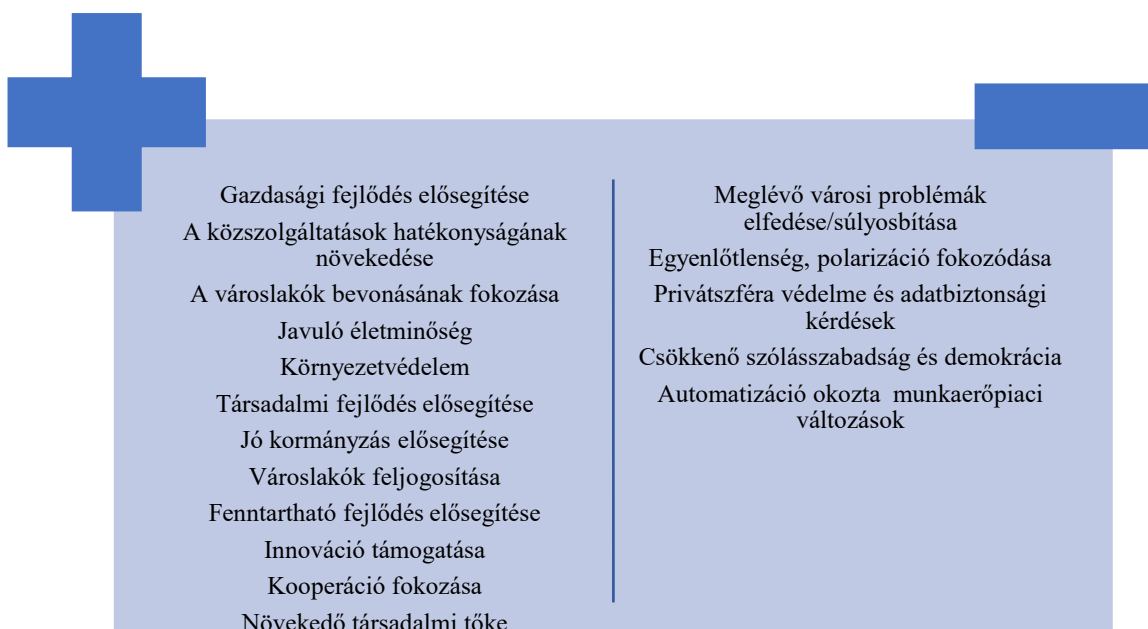 Gazdasági fejlődés elősegítése
A közszolgáltatások hatékonyságának
növekedése
A városlakók bevonásának fokozása
Javuló életminőség
Környezetvédelem
Társadalmi fejlődés elősegítése
Jó kormányzás elősegítése
Városlakók feljogosítása
Fenntartható fejlődés elősegítése
Innováció támogatása
Kooperáció fokozása
Növekedő társadalmi tőke
Meglévő városi problémák
elfedése/súlyosbítása
Egyenlőtlenség, polarizáció fokozódása
Privátszféra védelme és adatbiztonsági
kérdések
Csökkenő szólásszabadság és demokrácia
Automatizáció okozta  munkaerőpiaci
változások